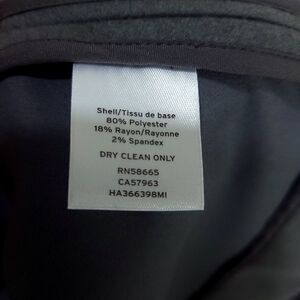 Shell/Tissu de base
80% Polyester
18% Rayon/Rayonne
2% Spandex
DRY CLEAN ONLY
RN58665
CA57963
HA366398MI